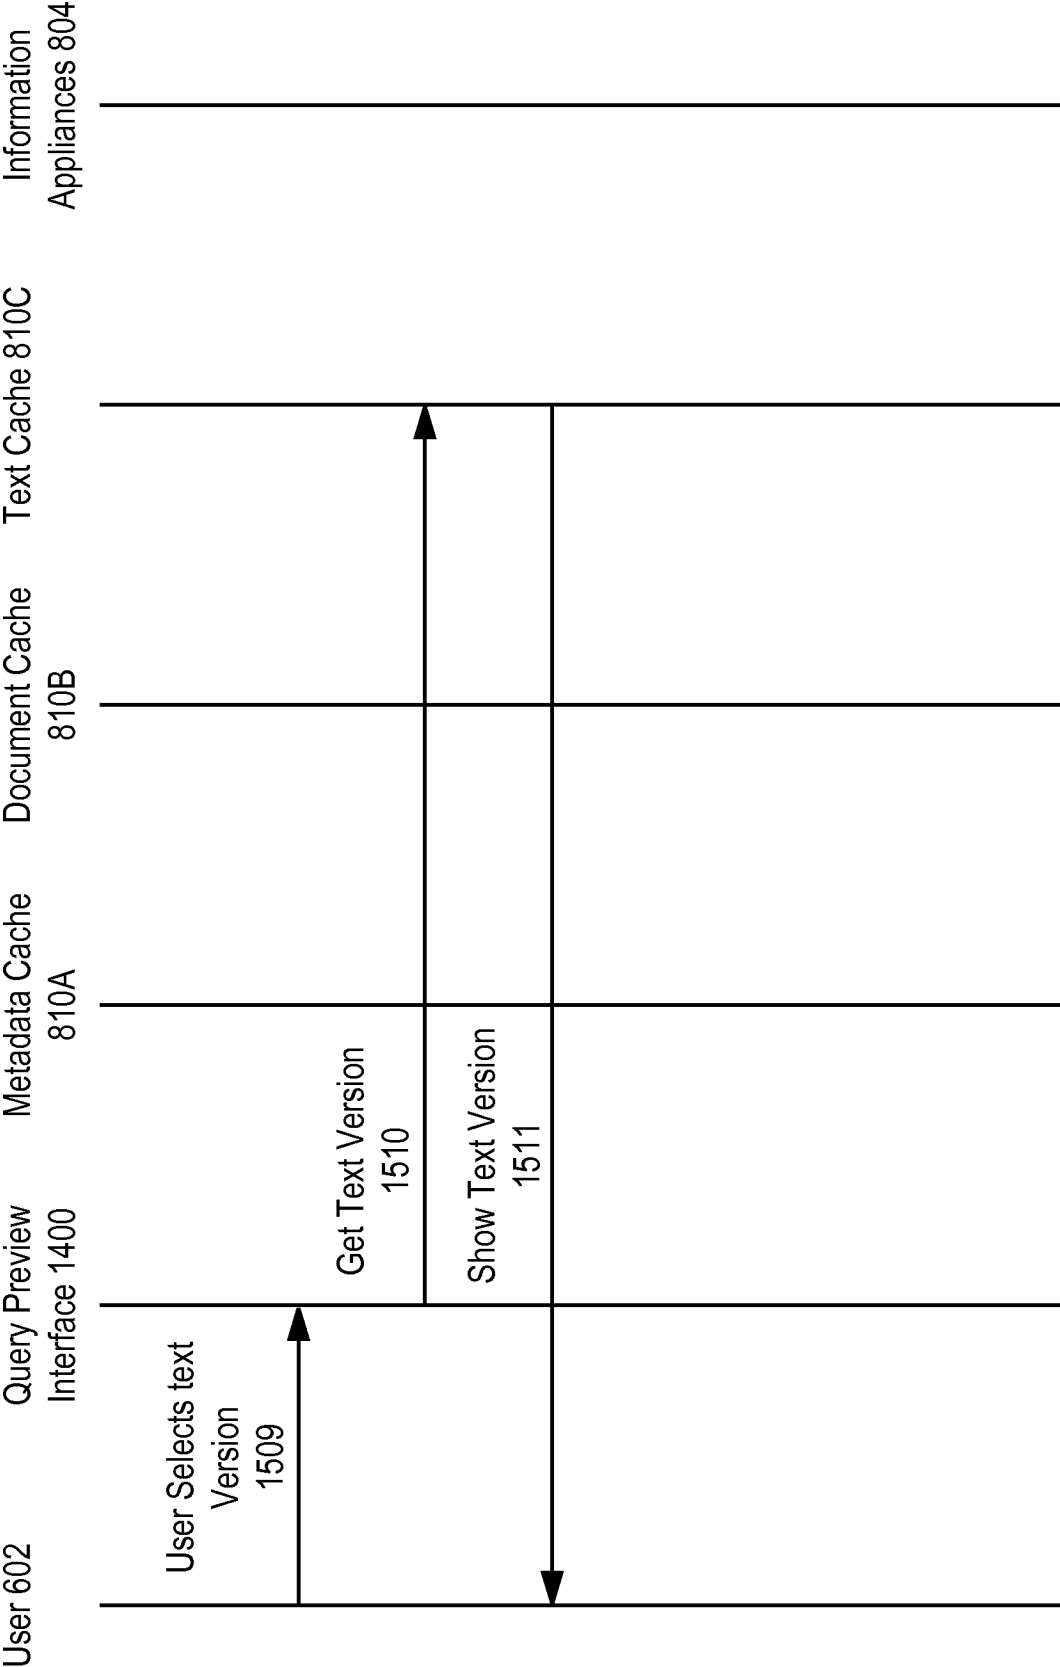 User 602
Query Preview
Interface 1400
Metadata Cache
810A
Document Cache
810B
Text Cache 810C
Information
Appliances 804
User Selects text
Version
1509
Get Text Version
1510
Show Text Version
1511